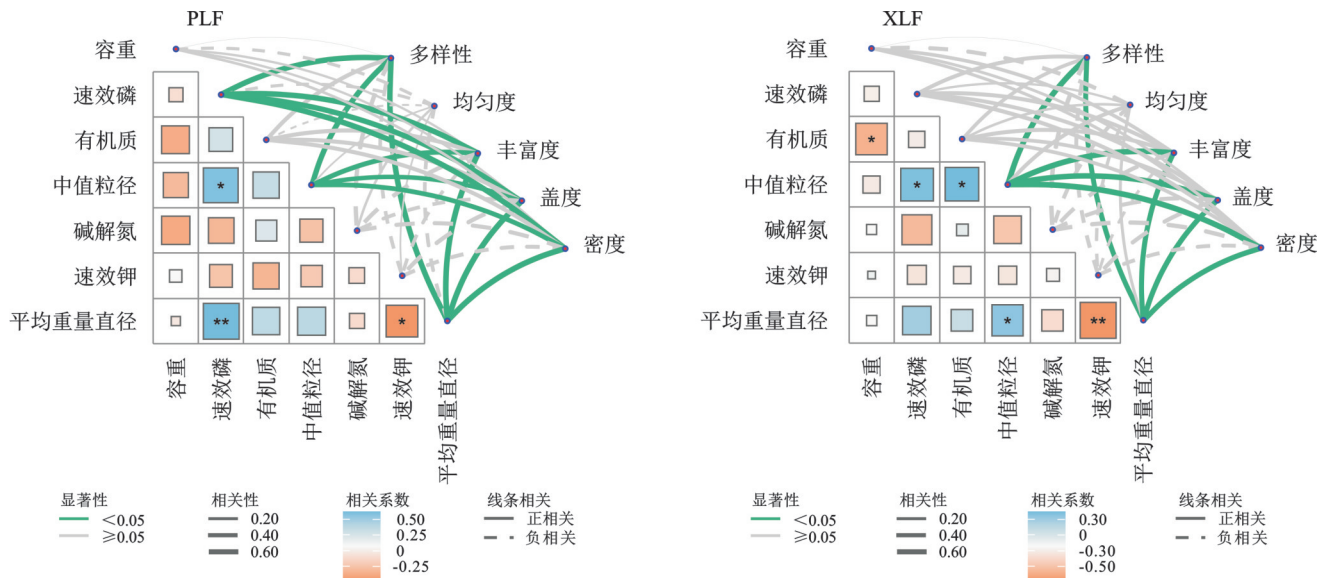 PLF
容重
速效磷
有机质
中值粒径
碱解氮
速效钾
平均重量直径
多样性
均匀度
丰富度
盖度
密度
*
**
*
容重
速效磷
有机质
中值粒径
碱解氮
速效钾
平均重量直径
显著性
<0.05
≥0.05
相关性
0.20
0.40
0.60
相关系数
0.50
0.25
0
-0.25
线条相关
正相关
负相关
XLF
容重
速效磷
有机质
中值粒径
碱解氮
速效钾
平均重量直径
多样性
均匀度
丰富度
盖度
密度
*
*
*
*
**
容重
速效磷
有机质
中值粒径
碱解氮
速效钾
平均重量直径
显著性
<0.05
≥0.05
相关性
0.20
0.40
0.60
相关系数
0.30
0
-0.30
-0.50
线条相关
正相关
负相关